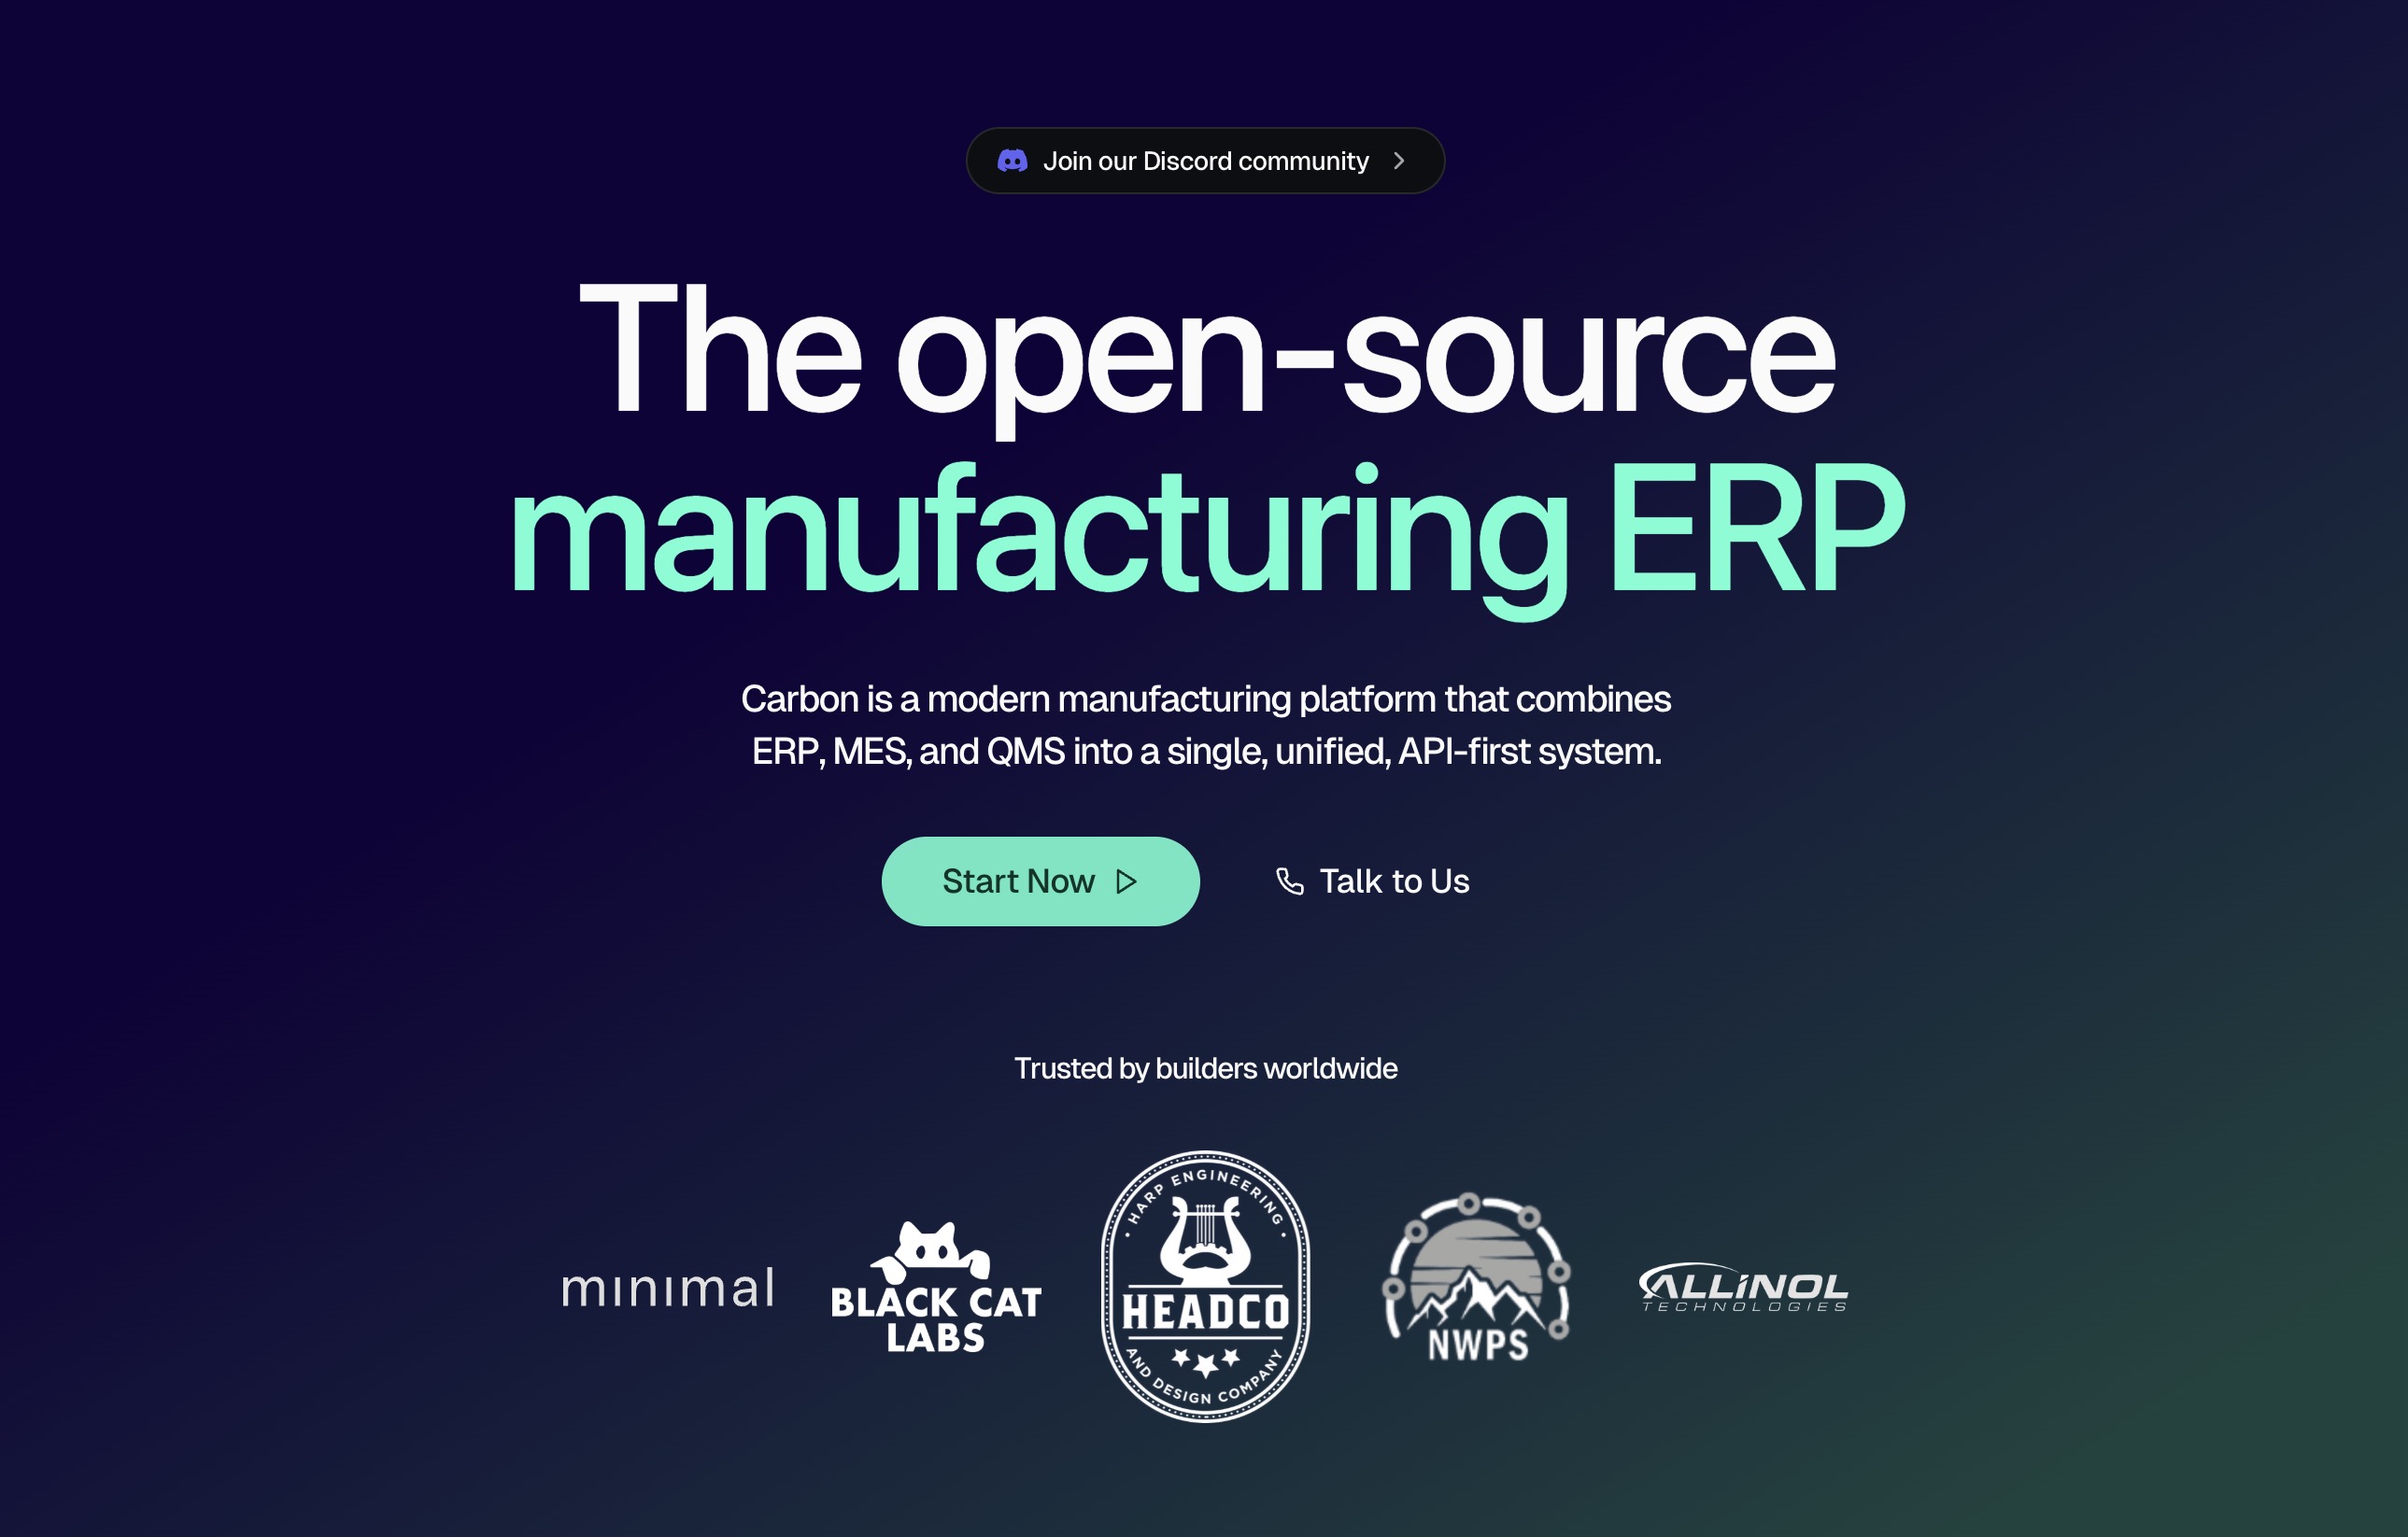 Join our Discord community
The open-source
manufacturing ERP
Carbon is a modern manufacturing platform that combines
ERP, MES, and QMS into a single, unified, API-first system.
Start Now
Talk to Us
Trusted by builders worldwide
mınımal
BLACK CAT
LABS
HARP ENGINEERING
HEADCO
AND DESIGN COMPANY
NWPS
ALLiNOL
TECHNOLOGIES